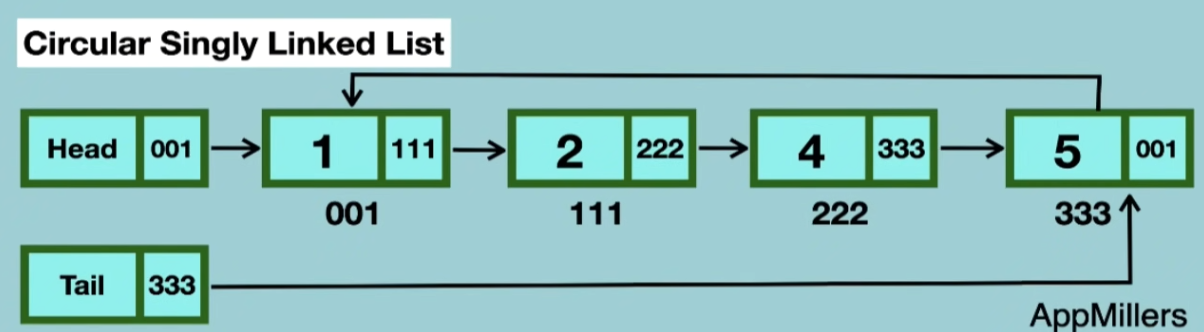 Circular Singly Linked List
Head 001 1 111 2 222 4 333 5 001
001 111 222 333
Tail 333
AppMillers